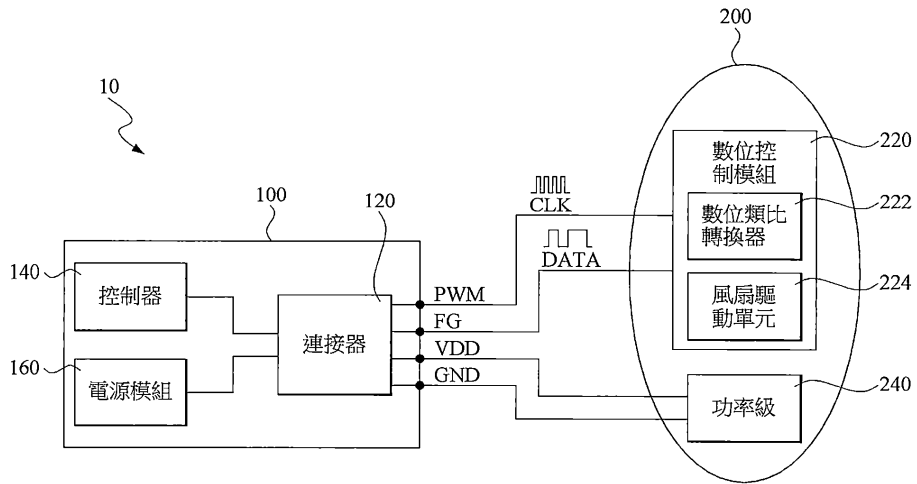 200
10
220
數位控
制模組
100
120
CLK
222
數位類比
轉換器
DATA
140
控制器
PWM
224
風扇驅
動單元
連接器
FG
VDD
160
電源模組
GND
240
功率級